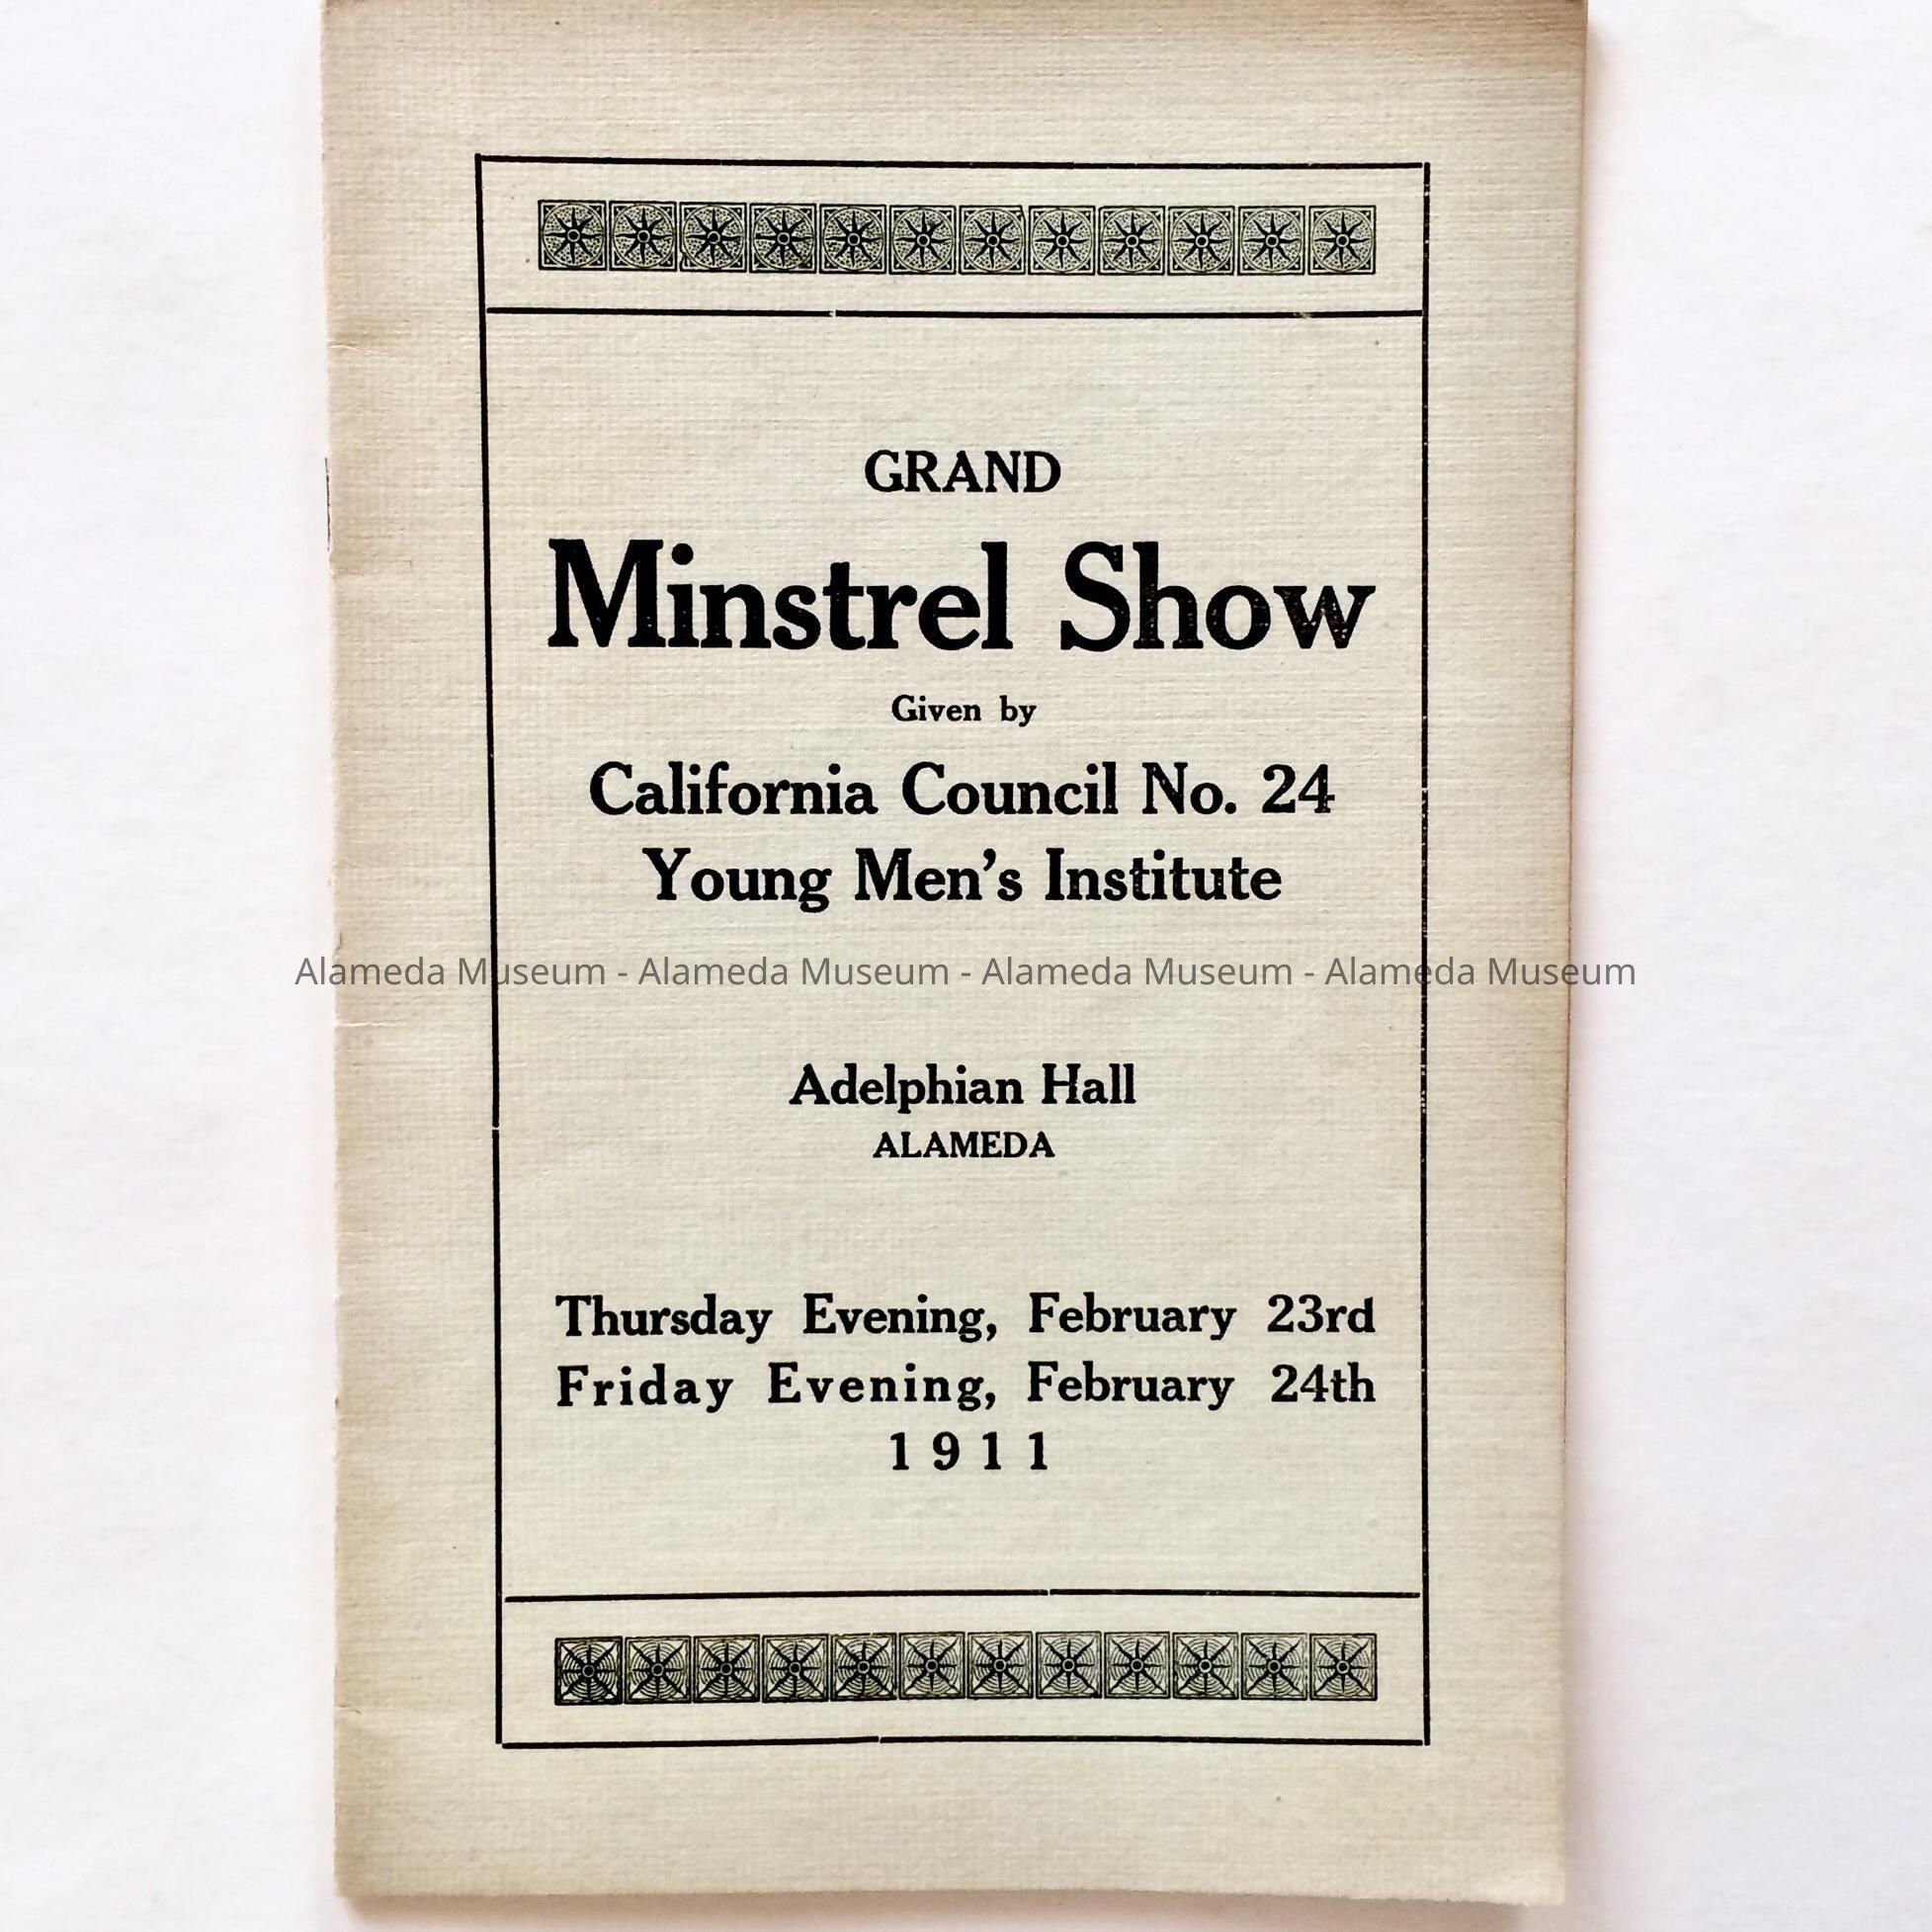 GRAND
Minstrel Show
Given by
California Council No. 24
Young Men's Institute
Alameda Museum - Alameda Museum - Alameda Museum - Alameda Museum
Adelphian Hall
ALAMEDA
Thursday Evening, February 23rd
Friday Evening, February 24th
1911